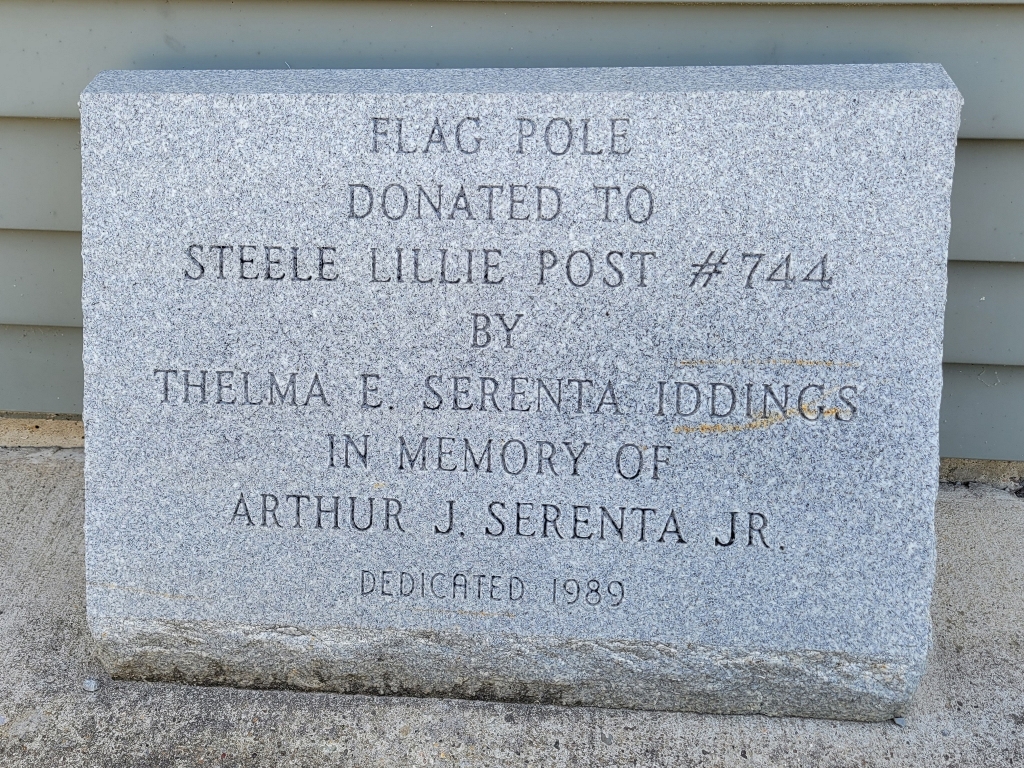 FLAG POLE
DONATED TO
STEELE LILLIE POST #744
BY
THELMA E. SERENTA IDDINGS
IN MEMORY OF
ARTHUR J. SERENTA JR.
DEDICATED 1989